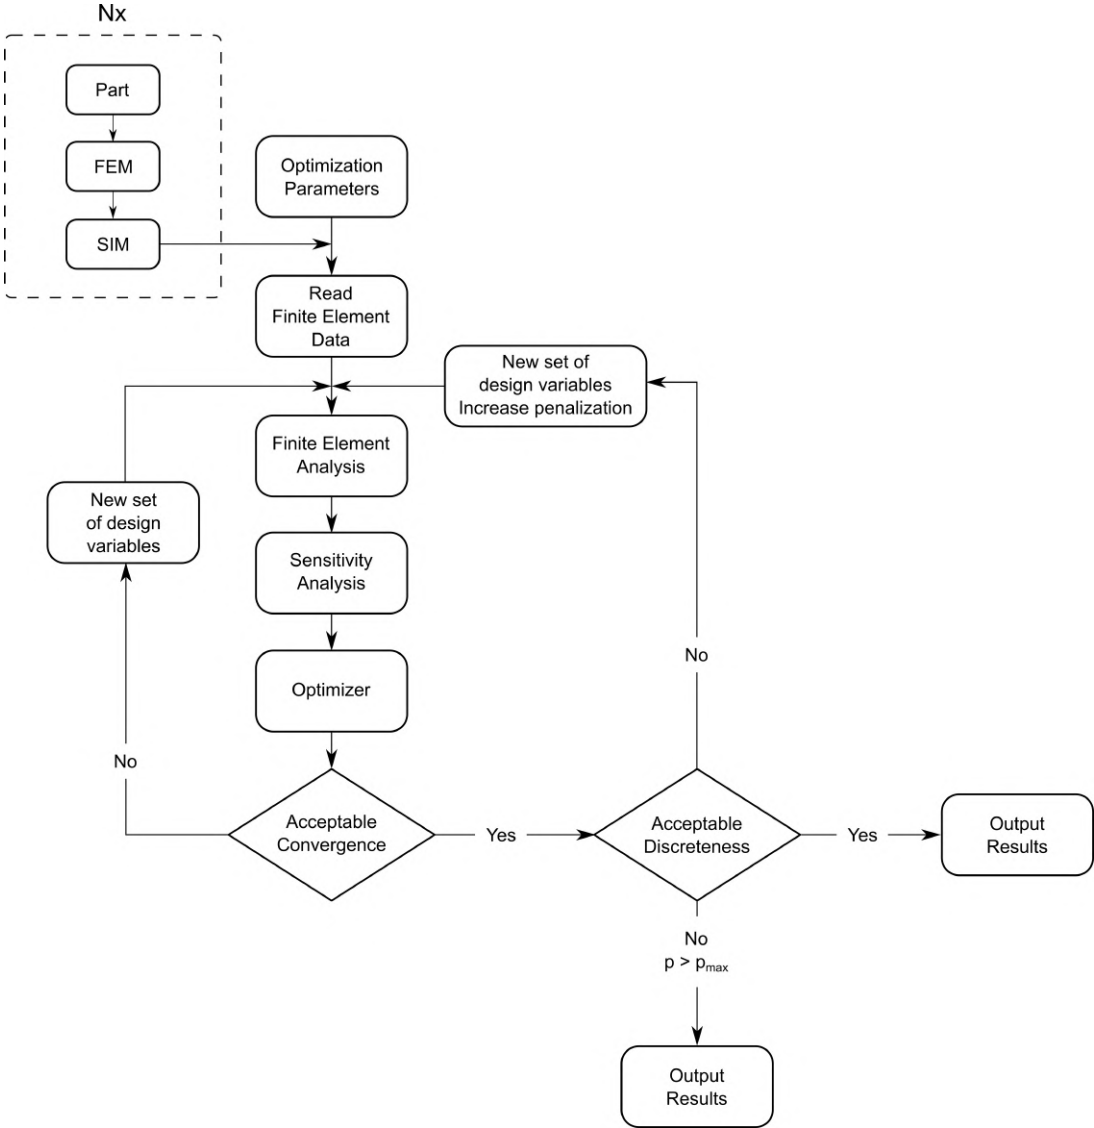 Nx
Part
FEM
SIM
Optimization
Parameters
Read
Finite Element
Data
New set of
design variables
Increase penalization
Finite Element
Analysis
New set
of design
variables
Sensitivity
Analysis
Optimizer
No
No
Acceptable
Convergence
Yes
Acceptable
Discreteness
Yes
Output
Results
No
p > pmax
Output
Results